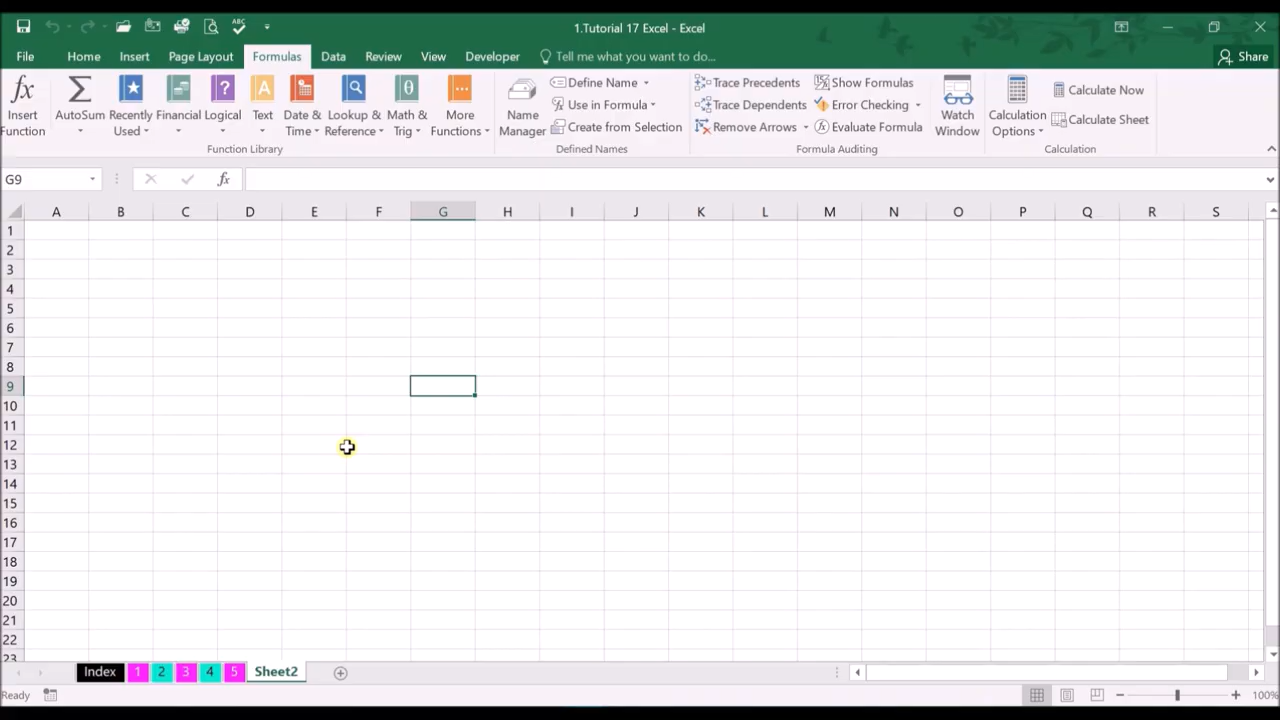 ABC
1.Tutorial 17 Excel - Excel
File Home Insert Page Layout Formulas Data Review View Developer Tell me what you want to do... Share
fx Insert Function
Σ AutoSum
Recently Used
Financial
Logical
A Text
Date & Time
Lookup & Reference
θ Math & Trig
More Functions
Function Library
Name Manager
Define Name
Use in Formula
Create from Selection
Defined Names
Trace Precedents
Trace Dependents
Remove Arrows
Show Formulas
Error Checking
Evaluate Formula
Formula Auditing
Watch Window
Calculation Options
Calculate Now
Calculate Sheet
Calculation
G9 fx
A B C D E F G H I J K L M N O P Q R S
1
2
3
4
5
6
7
8
9
10
11
12
13
14
15
16
17
18
19
20
21
22
23
Index 1 2 3 4 5 Sheet2
Ready 100%